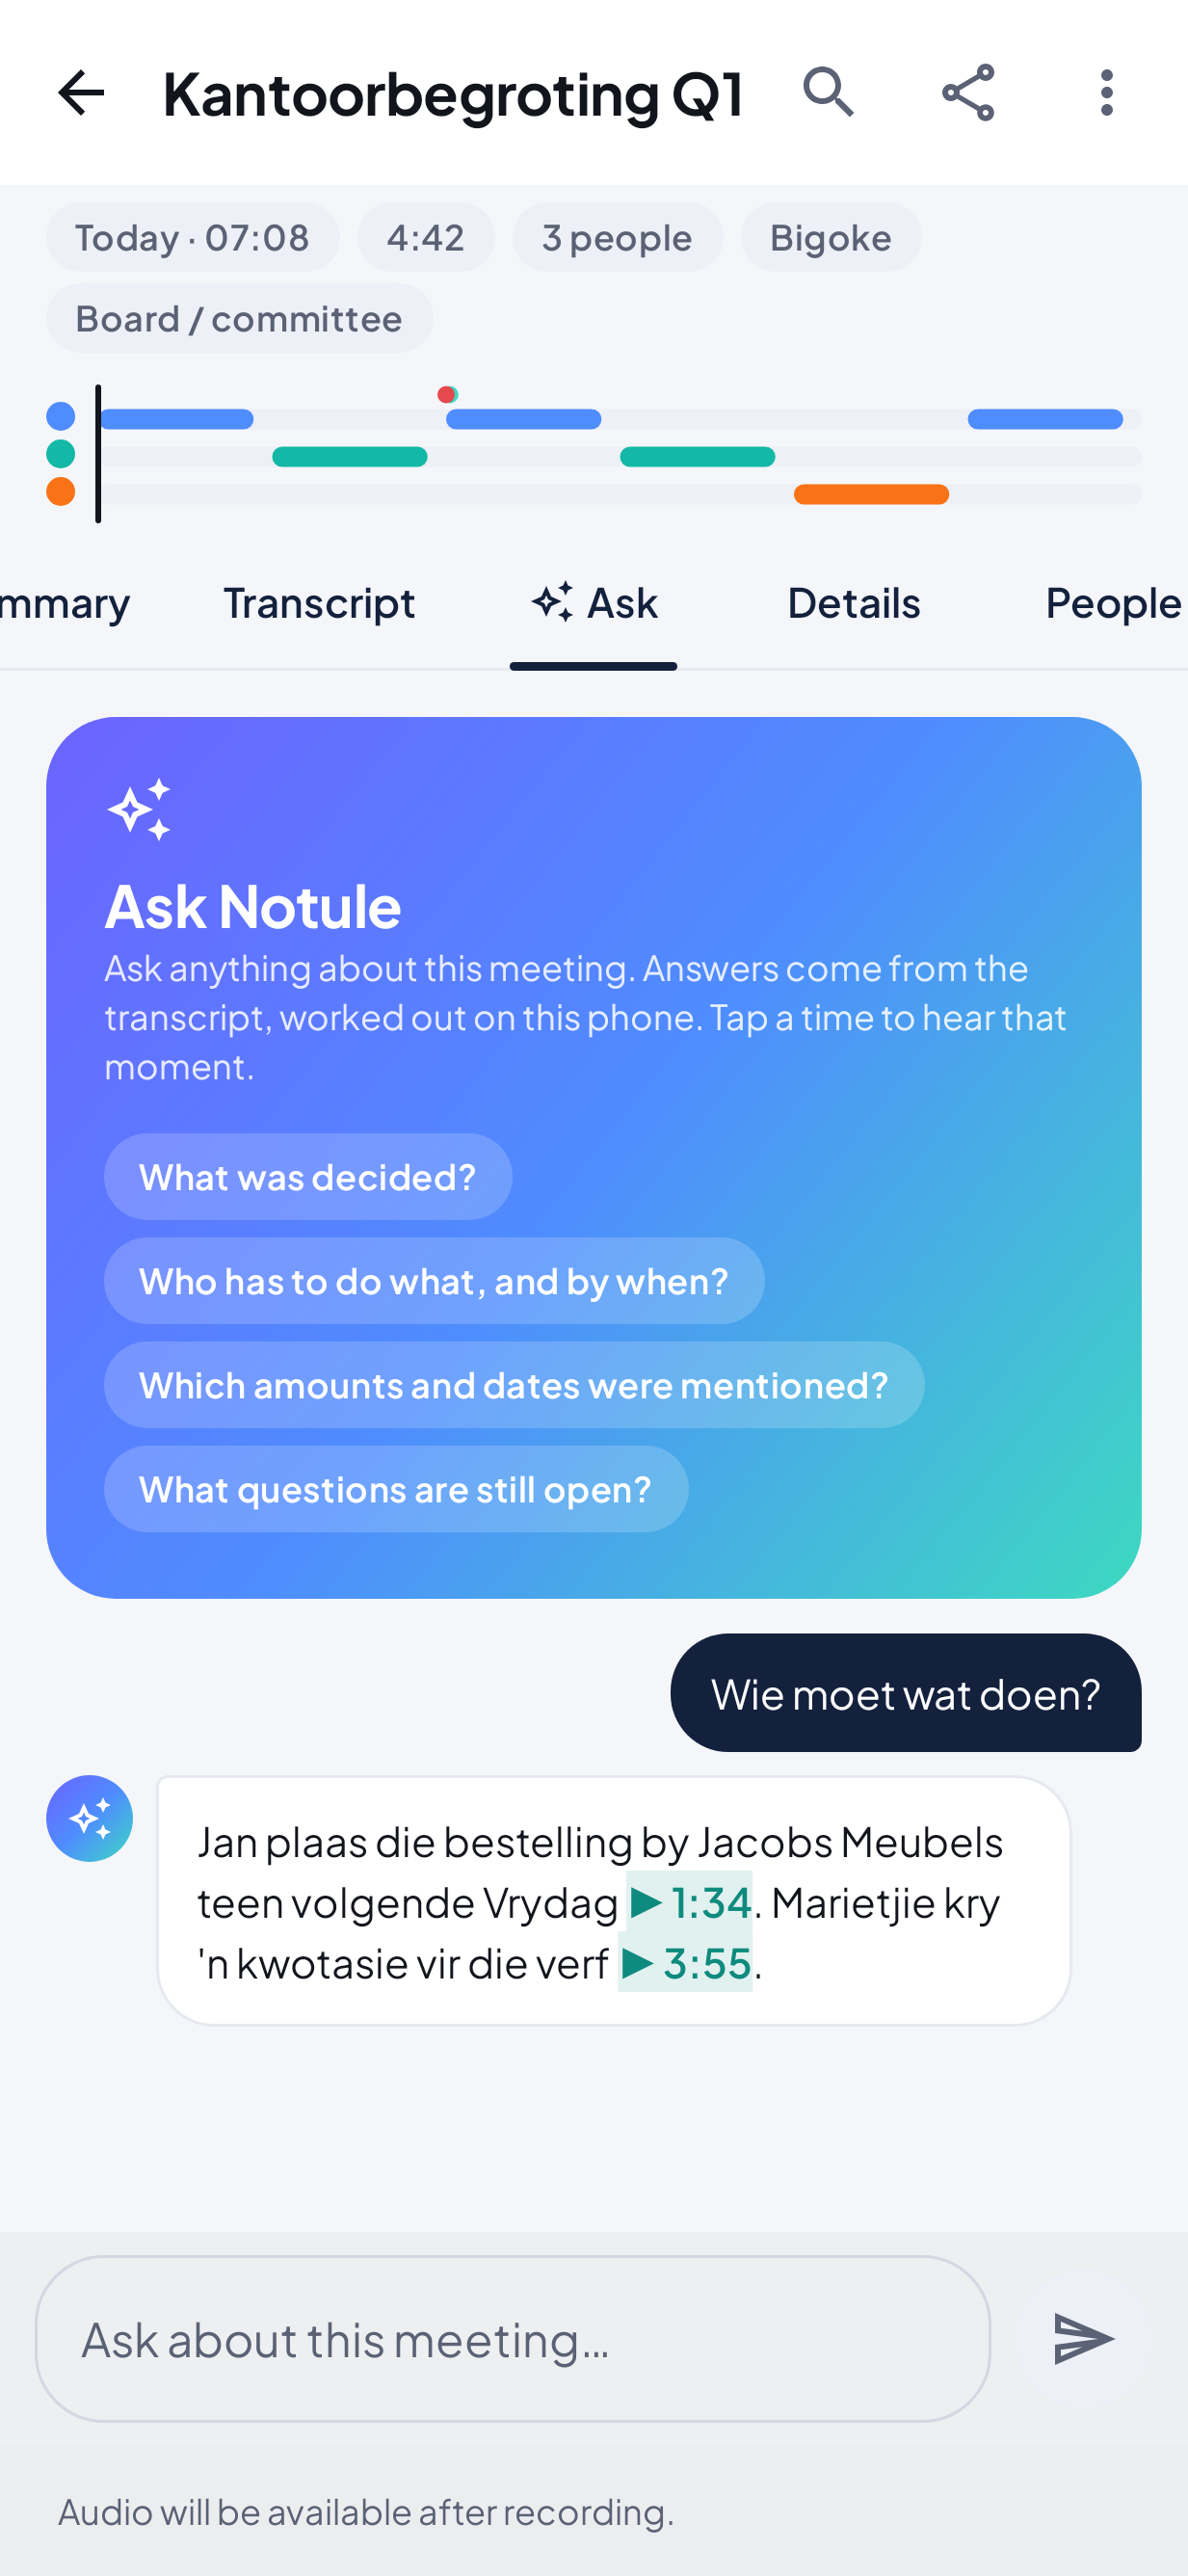 Kantoorbegroting Q1
Today · 07:08
4:42
3 people
Bigoke
Board / committee
mmary
Transcript
Ask
Details
People
Ask Notule
Ask anything about this meeting. Answers come from the
transcript, worked out on this phone. Tap a time to hear that
moment.
What was decided?
Who has to do what, and by when?
Which amounts and dates were mentioned?
What questions are still open?
Wie moet wat doen?
Jan plaas die bestelling by Jacobs Meubels
teen volgende Vrydag ▶ 1:34. Marietjie kry
'n kwotasie vir die verf ▶ 3:55.
Ask about this meeting…
Audio will be available after recording.